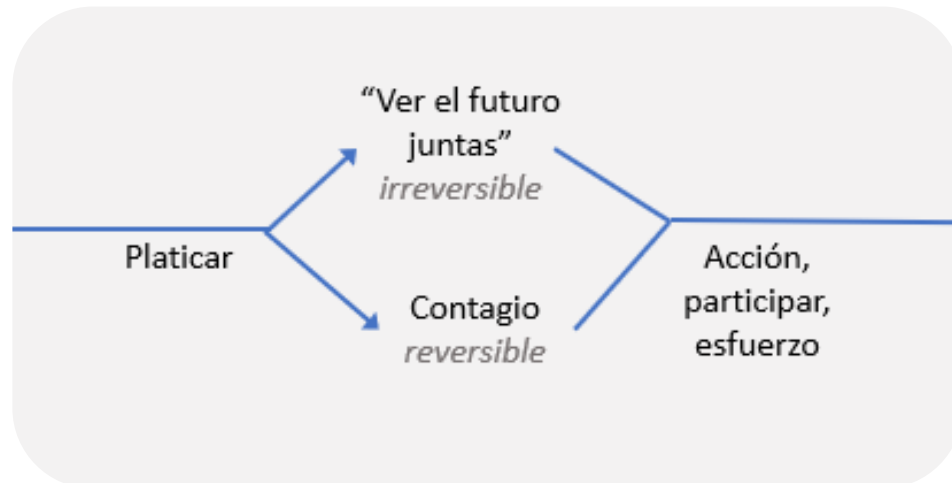 “Ver el futuro
juntas”
irreversible
Platicar
Contagio
reversible
Acción,
participar,
esfuerzo